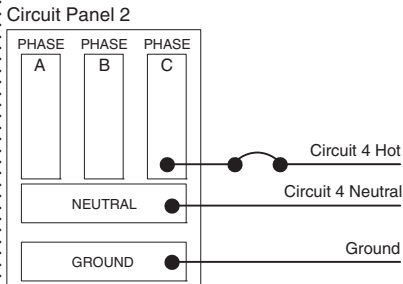 Circuit Panel 2
PHASE PHASE PHASE
A B C
Circuit 4 Hot
Circuit 4 Neutral
NEUTRAL
Ground
GROUND